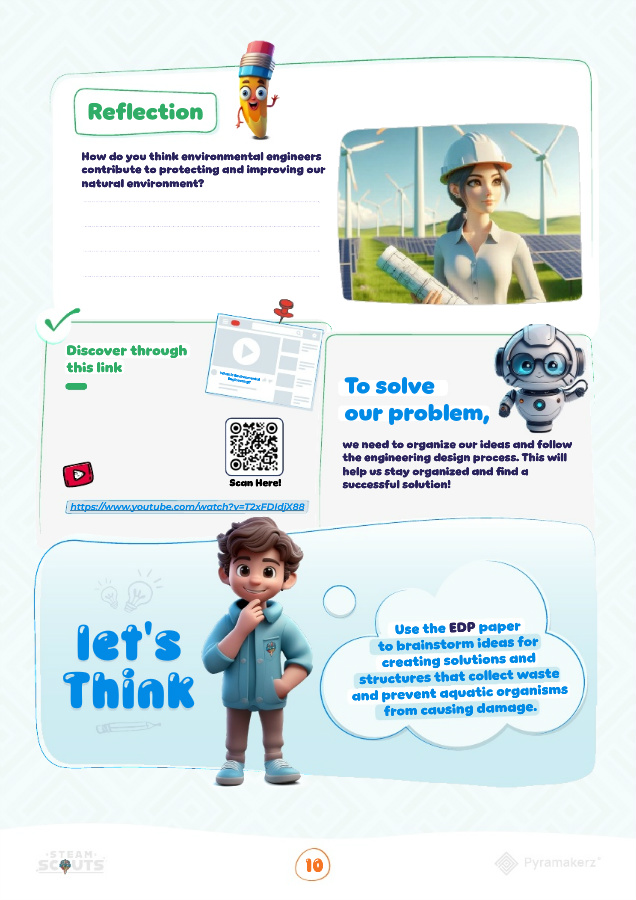 Reflection
How do you think environmental engineers
contribute to protecting and improving our
natural environment?
Discover through
this link
What is Environmental
Engineering?
Scan Here!
https://www.youtube.com/watch?v=T2xFDIdjX88
To solve
our problem,
we need to organize our ideas and follow
the engineering design process. This will
help us stay organized and find a
successful solution!
let's
Think
Use the EDP paper
to brainstorm ideas for
creating solutions and
structures that collect waste
and prevent aquatic organisms
from causing damage.
STEAM
SCOUTS
10
Pyramakerz